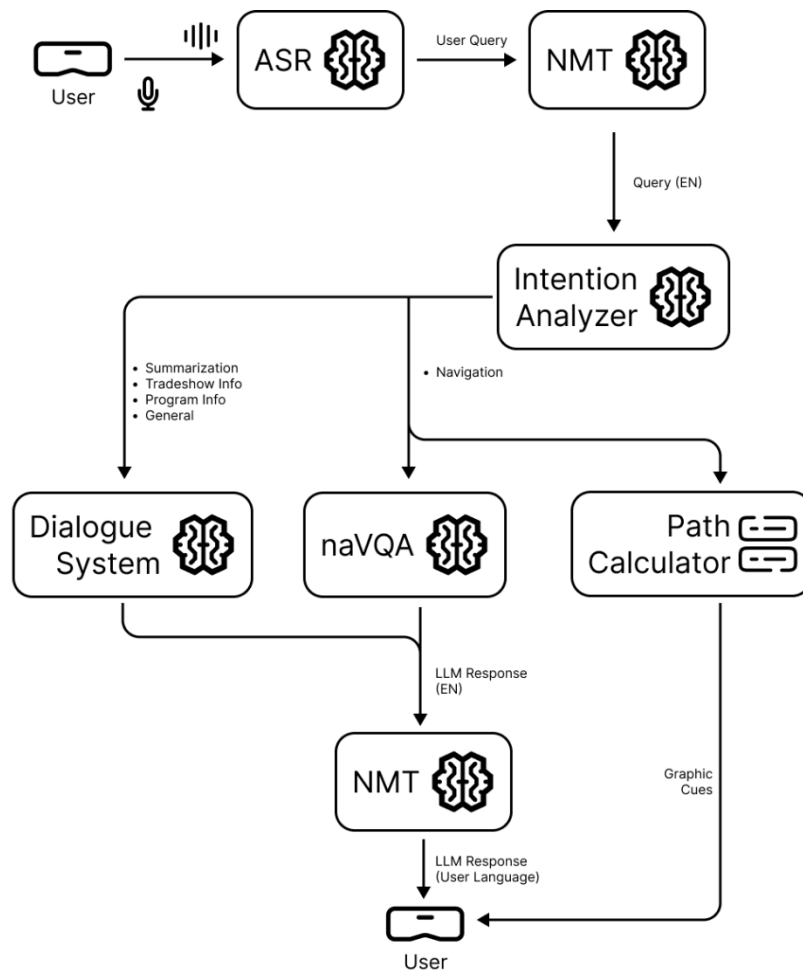 User
ASR
User Query
NMT
Query (EN)
Intention
Analyzer
• Summarization
• Tradeshow Info
• Program Info
• General
• Navigation
Dialogue
System
naVQA
Path
Calculator
LLM Response
(EN)
NMT
Graphic
Cues
LLM Response
(User Language)
User